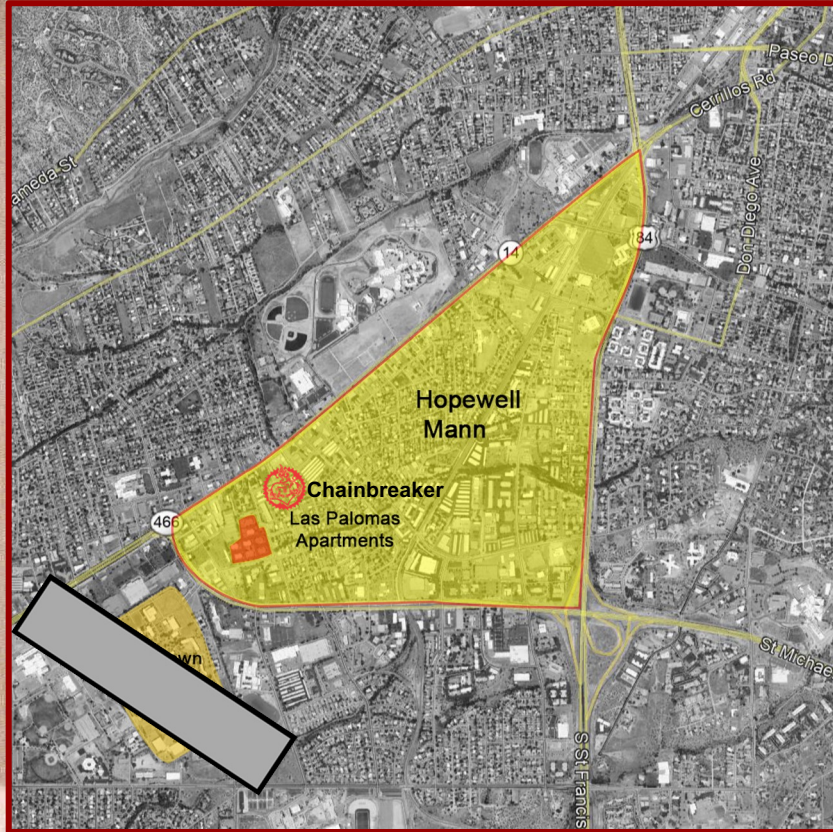 Paseo D
Cerrillos Rd
ameda St
Don Diego Ave
84
14
Hopewell
Mann
Chainbreaker
466
Las Palomas
Apartments
wn
St Michae
S St Francis